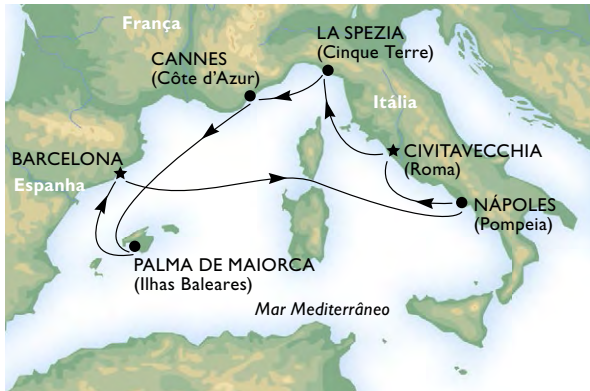 França
LA SPEZIA
(Cinque Terre)
CANNES
(Côte d'Azur)
Itália
BARCELONA
CIVITAVECCHIA
(Roma)
Espanha
NÁPOLES
(Pompeia)
PALMA DE MAIORCA
(Ilhas Baleares)
Mar Mediterrâneo